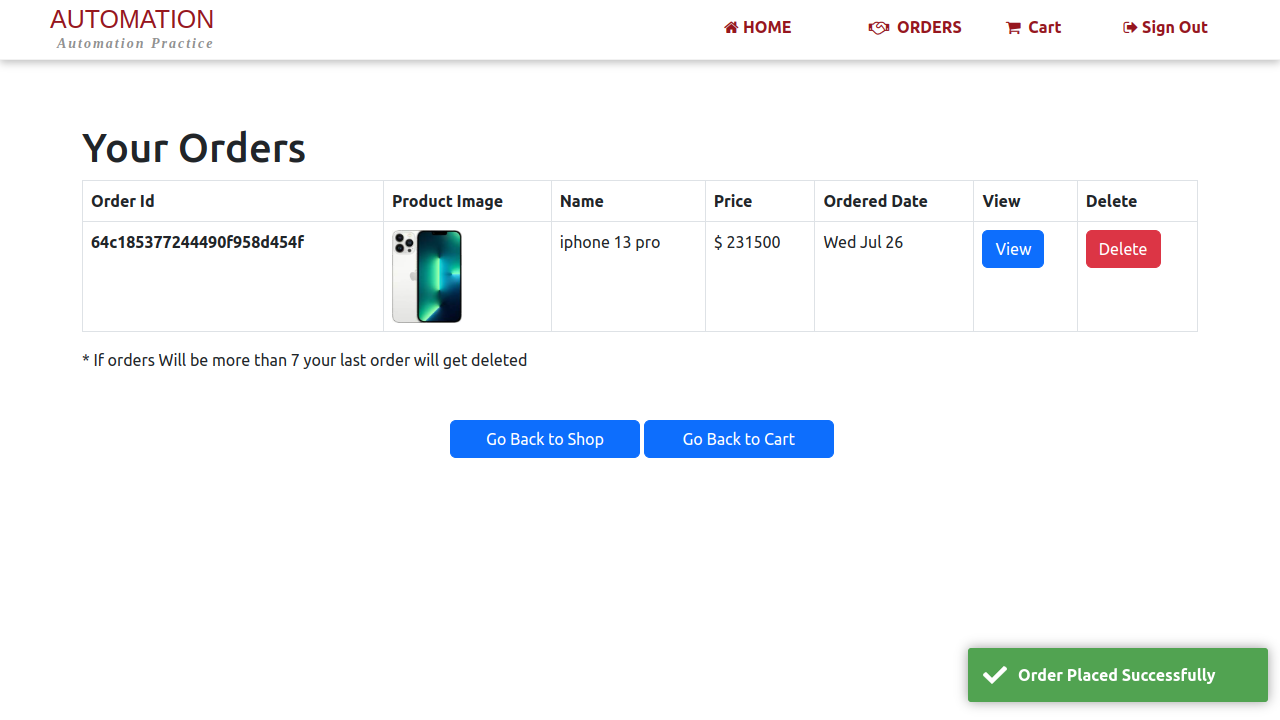 AUTOMATION
Automation Practice
HOME
ORDERS
Cart
Sign Out
Your Orders
Order Id Product Image Name Price Ordered Date View Delete
64c185377244490f958d454f iphone 13 pro $ 231500 Wed Jul 26 View Delete
* If orders Will be more than 7 your last order will get deleted
Go Back to Shop Go Back to Cart
Order Placed Successfully